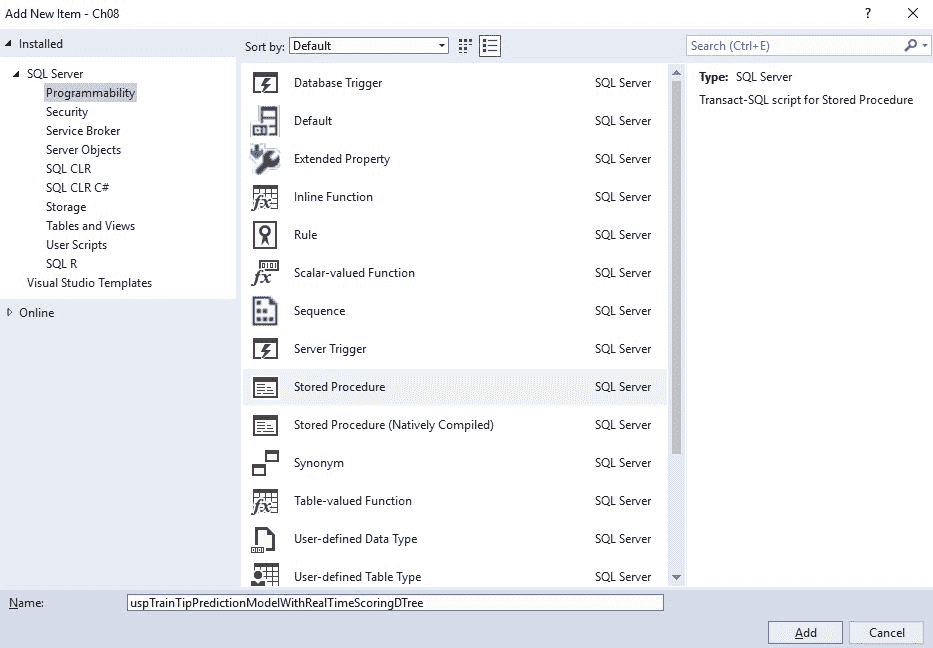 Add New Item - Ch08
?
Installed
SQL Server
Programmability
Security
Service Broker
Server Objects
SQL CLR
SQL CLR C#
Storage
Tables and Views
User Scripts
SQL R
Visual Studio Templates
Online
Sort by: Default
Database Trigger SQL Server
Default SQL Server
Extended Property SQL Server
Inline Function SQL Server
Rule SQL Server
Scalar-valued Function SQL Server
Sequence SQL Server
Server Trigger SQL Server
Stored Procedure SQL Server
Stored Procedure (Natively Compiled) SQL Server
Synonym SQL Server
Table-valued Function SQL Server
User-defined Data Type SQL Server
User-defined Table Type SQL Server
Search (Ctrl+E)
Type: SQL Server
Transact-SQL script for Stored Procedure
Name: uspTrainTipPredictionModelWithRealTimeScoringDTree
Add Cancel